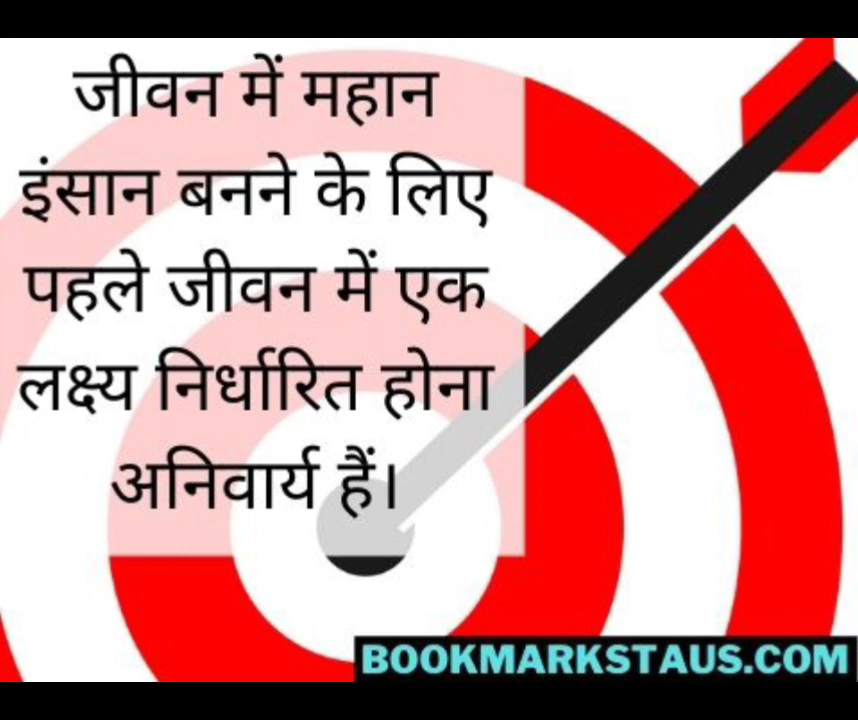 जीवन में महान
इंसान बनने के लिए
पहले जीवन में एक
लक्ष्य निर्धारित होना
अनिवार्य हैं।
BOOKMARKSTAUS.COM